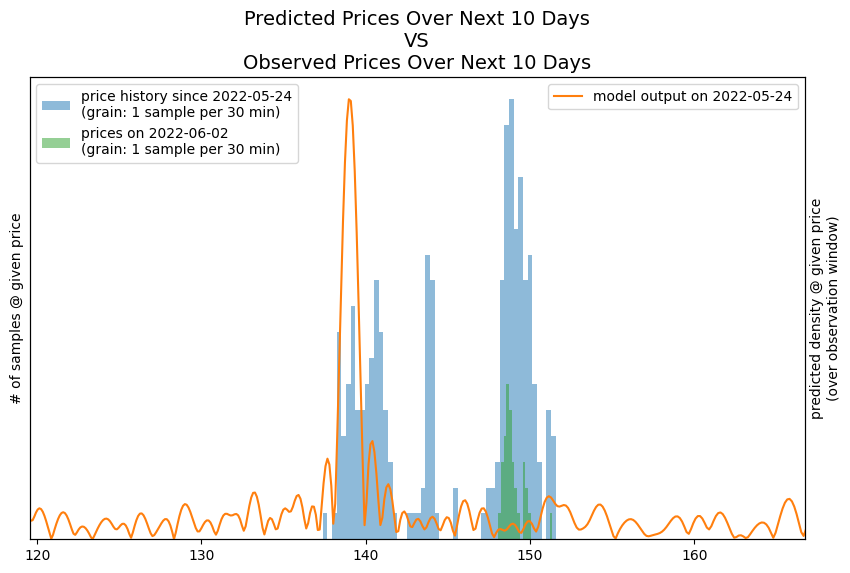 Predicted Prices Over Next 10 Days
VS
Observed Prices Over Next 10 Days
price history since 2022-05-24
(grain: 1 sample per 30 min)
prices on 2022-06-02
(grain: 1 sample per 30 min)
model output on 2022-05-24
# of samples @ given price
predicted density @ given price
(over observation window)
120 130 140 150 160